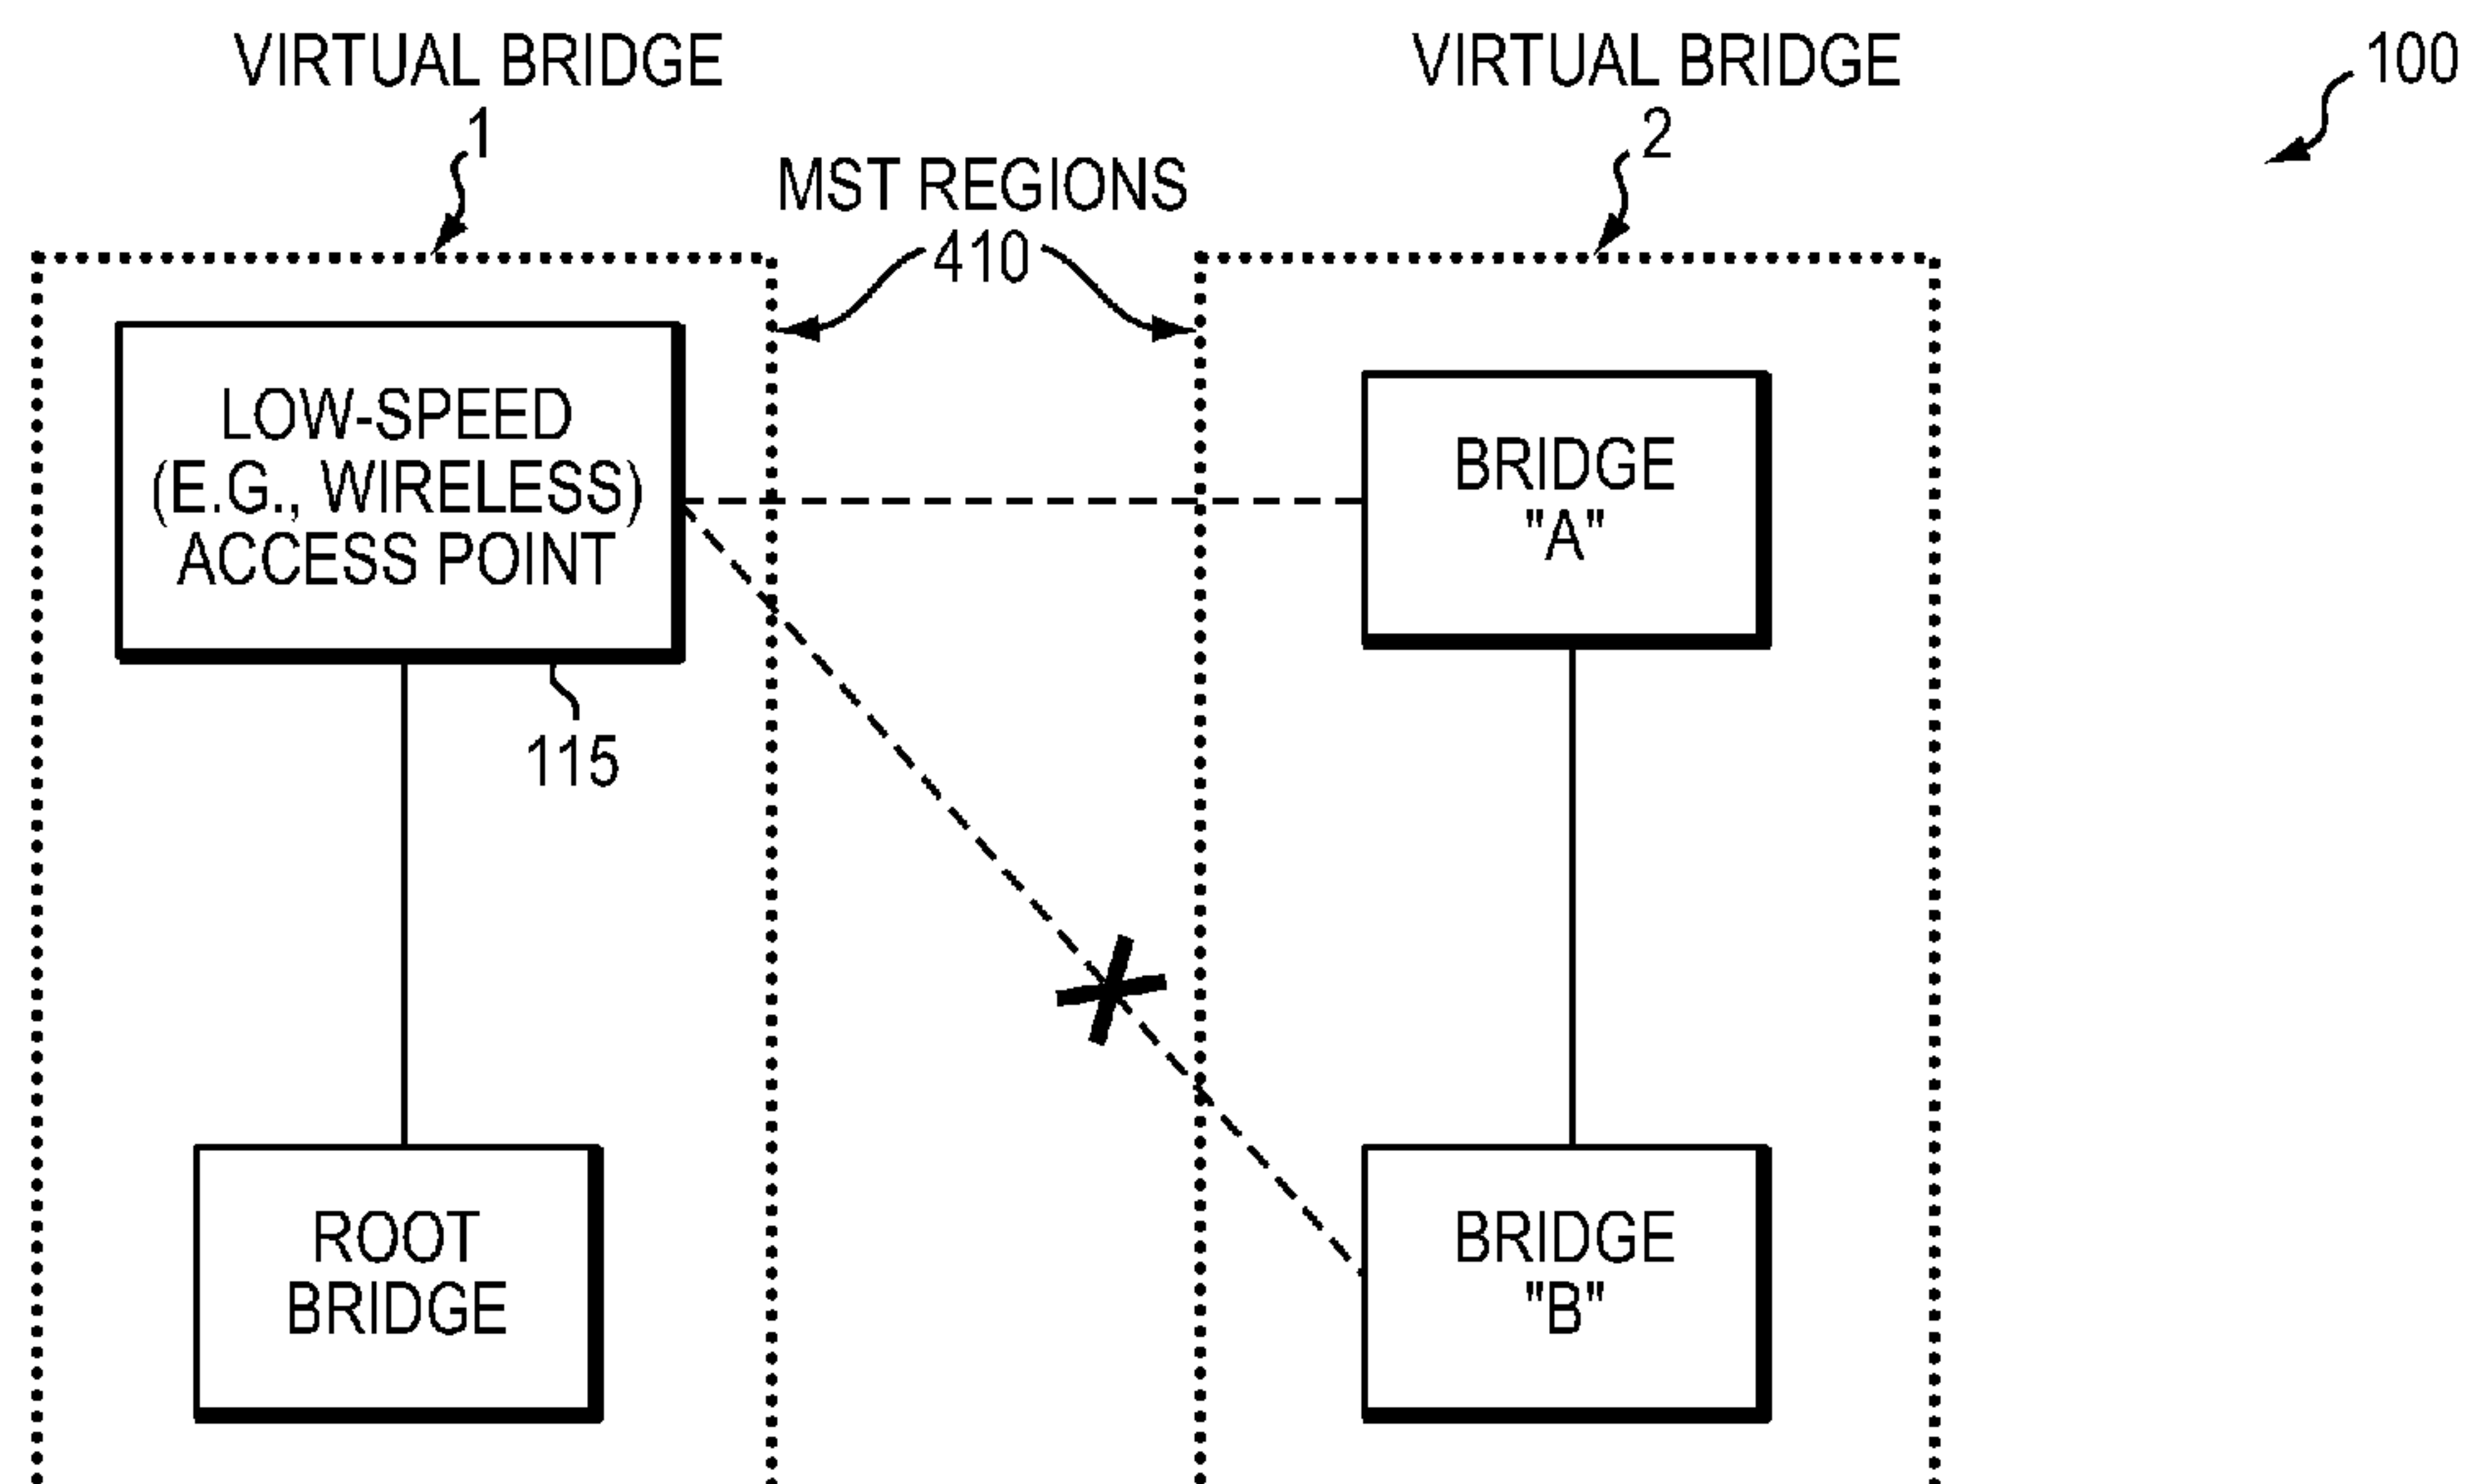 VIRTUAL BRIDGE
1
VIRTUAL BRIDGE
2
100
MST REGIONS
410
LOW-SPEED
(E.G., WIRELESS)
ACCESS POINT
115
BRIDGE
"A"
ROOT
BRIDGE
BRIDGE
"B"